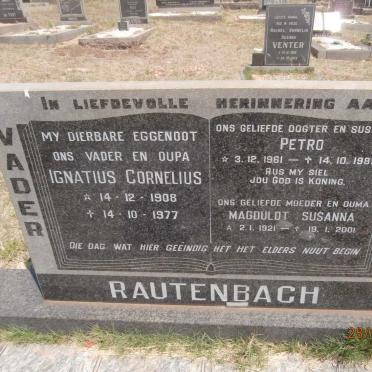 IN LIEFDEVOLLE HERINNERING AA
VADER
MY DIERBARE EGGENOOT
ONS VADER EN OUPA
IGNATIUS CORNELIUS
☆ 14 - 12 - 1908
✝ 14 - 10 - 1977
ONS GELIEFDE DOGTER EN SUS
PETRO
☆ 3.12.1961 — ✝ 14.10.199
RUS MY SIEL
JOU GOD IS KONING.
ONS GELIEFDE MOEDER EN OUMA
MAGDULDT SUSANNA
☆ 2.1.1921 — ✝ 19.1.2001
DIE DAG WAT HIER GEEINDIG HET HET ELDERS NUUT BEGIN
RAUTENBACH
VENTER